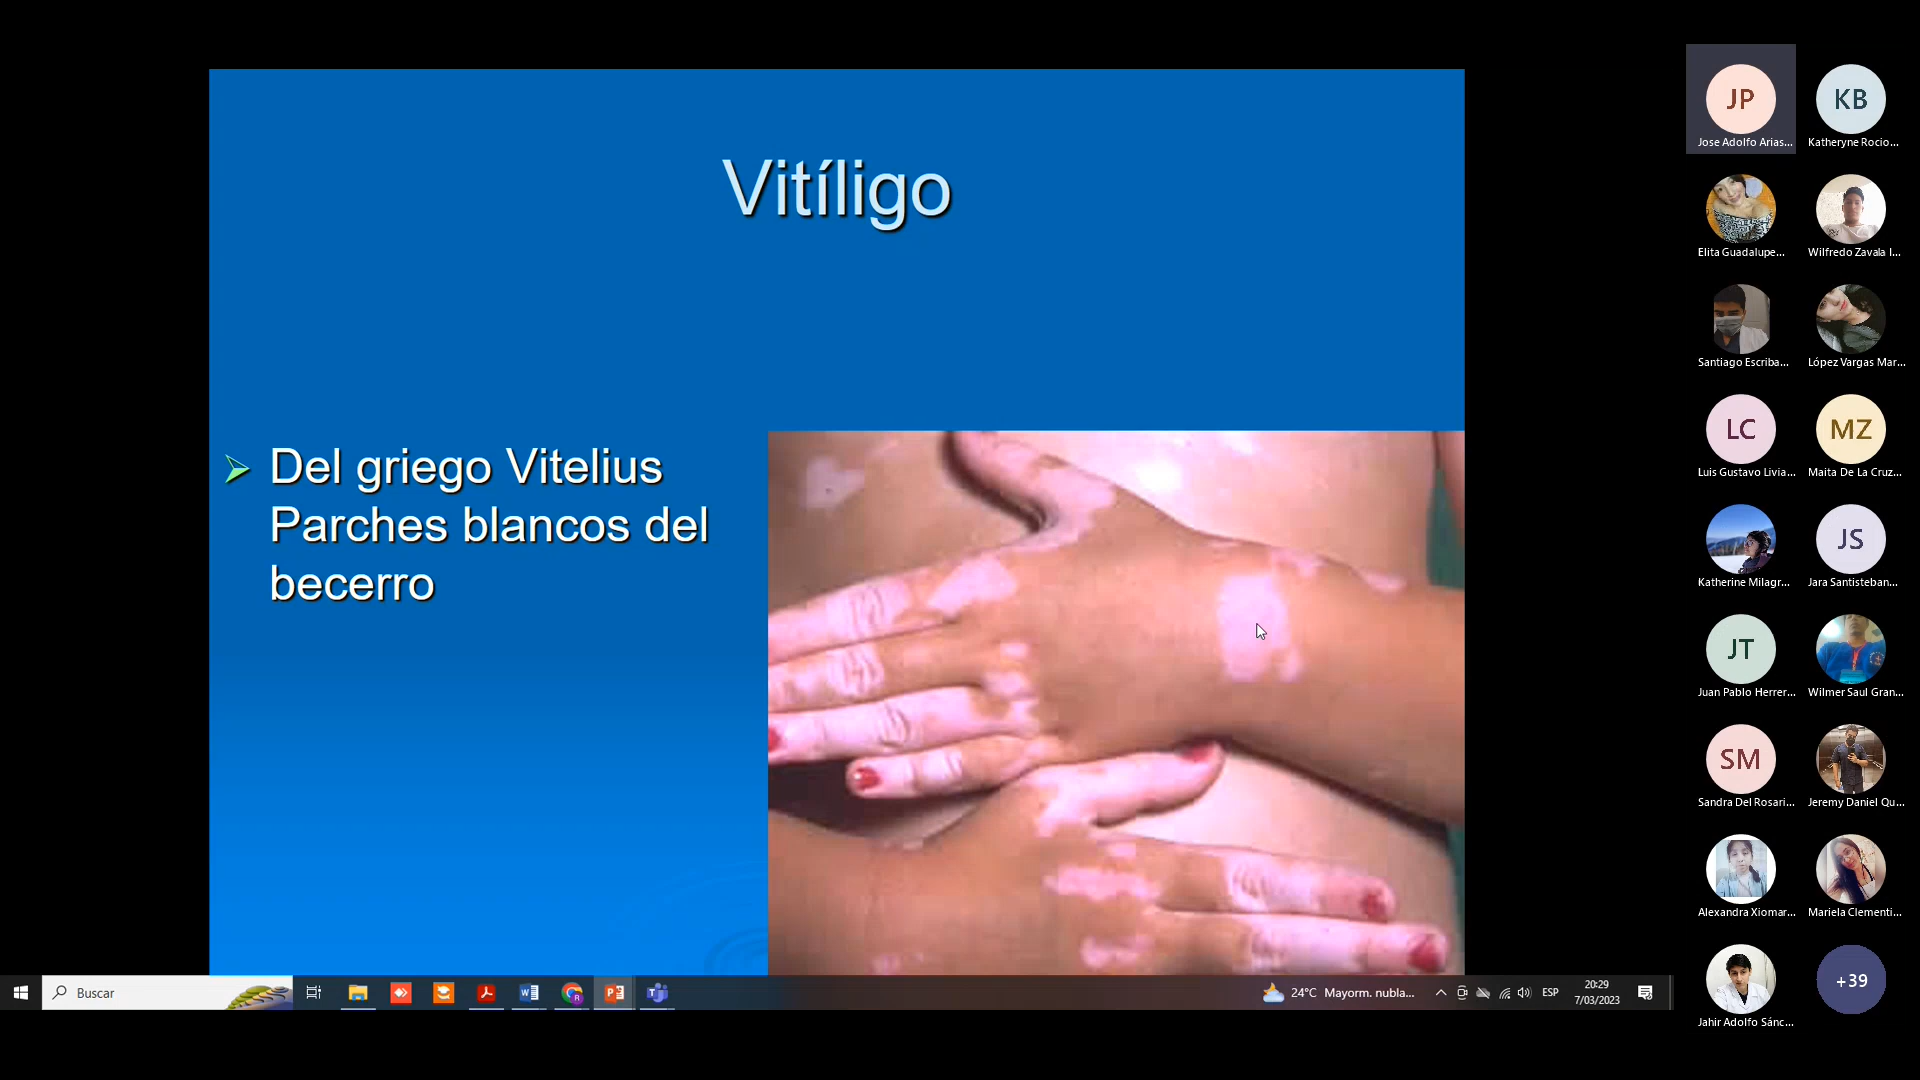 Vitíligo
Del griego Vitelius
Parches blancos del
becerro
JP
Jose Adolfo Arias...
KB
Katheryne Rocio...
Elita Guadalupe...
Wilfredo Zavala I...
Santiago Escriba...
López Vargas Mar...
LC
Luis Gustavo Livia...
MZ
Maita De La Cruz...
Katherine Milagr...
JS
Jara Santisteban...
JT
Juan Pablo Herrer...
Wilmer Saul Gran...
SM
Sandra Del Rosari...
Jeremy Daniel Qu...
Alexandra Xiomar...
Mariela Clementi...
Jahir Adolfo Sánc...
+39
Buscar
24°C Mayorm. nubla...
ESP
20:29
7/03/2023